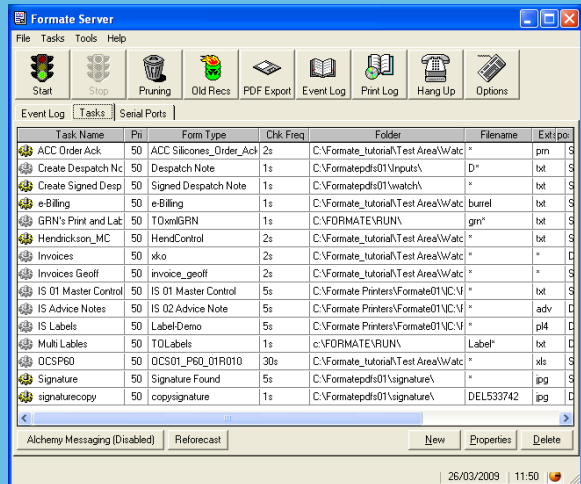 Formate Server
File Tasks Tools Help
Start Stop Pruning Old Recs PDF Export Event Log Print Log Hang Up Options
Event Log Tasks Serial Ports
Task Name Pri Form Type Chk Freq Folder Filename Exts
ACC Order Ack 50 ACC Silicones_Order_Ack 2s C:\Formate_tutorial\Test Area\Watc * prn S
Create Despatch Nc 50 Despatch Note 1s C:\Formatepdfs01\Inputs\ D* txt S
Create Signed Desp 50 Signed Despatch Note 1s C:\Formatepdfs01\watch\ * txt S
e-Billing 50 e-Billing 1s C:\Formate_tutorial\Test Area\Watc burrel txt S
GRN's Print and Lab 50 TOxmlGRN 1s C:\FORMATE\RUN\ grn* txt S
Hendrickson_MC 50 HendControl 2s C:\Formate_tutorial\Test Area\Watc * txt S
Invoices 50 xko 2s C:\Formate_tutorial\Test Area\Watc * * D
Invoices Geoff 50 invoice_geoff 2s C:\Formate_tutorial\Test Area\Watc * * S
IS 01 Master Control 50 IS 01 Master Control 5s C:\Formate Printers\Formate01\|C:\F * txt S
IS Advice Notes 50 IS 02 Advice Note 5s C:\Formate Printers\Formate01\|C:\F * adv D
IS Labels 50 Label-Demo 5s C:\Formate Printers\Formate01\|C:\F * pl4 D
Multi Lables 50 TOLabels 1s c:\FORMATE\RUN\ Label* txt D
OCSP60 50 OCS01_P60_01R010 30s C:\Formate_tutorial\Test Area\Watc * xls S
Signature 50 Signature Found 5s C:\Formatepdfs01\signature\ * jpg S
signaturecopy 50 copysignature 1s C:\Formatepdfs01\signature\ DEL533742 jpg D
Alchemy Messaging (Disabled) Reforecast New Properties Delete
26/03/2009 11:50